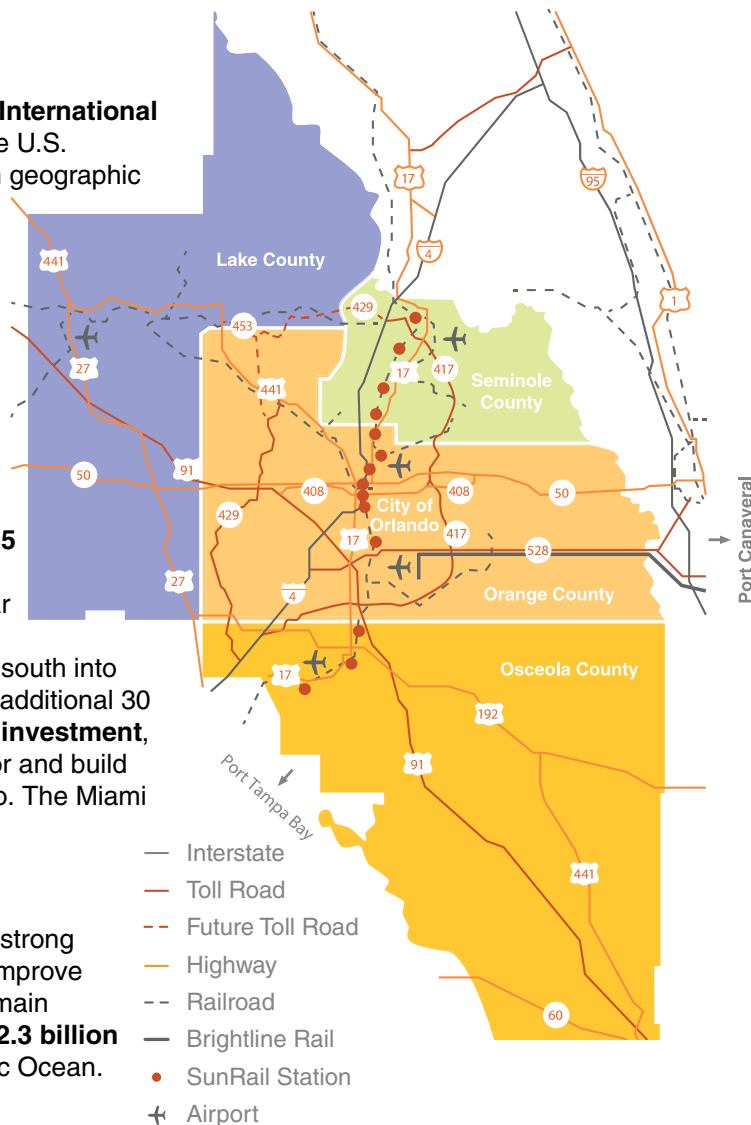 International
e U.S.
n geographic
5
ar
south into
additional 30
investment,
or and build
o. The Miami
strong
mprove
main
2.3 billion
c Ocean.
17
95
4
441
Lake County
1
429
453
27
17
417
441
Seminole
County
91
50
408
408
50
City of
Orlando
429
17
417
528
Port Canaveral
27
4
Orange County
17
Osceola County
192
91
Port Tampa Bay
441
60
Interstate
Toll Road
Future Toll Road
Highway
Railroad
Brightline Rail
SunRail Station
Airport